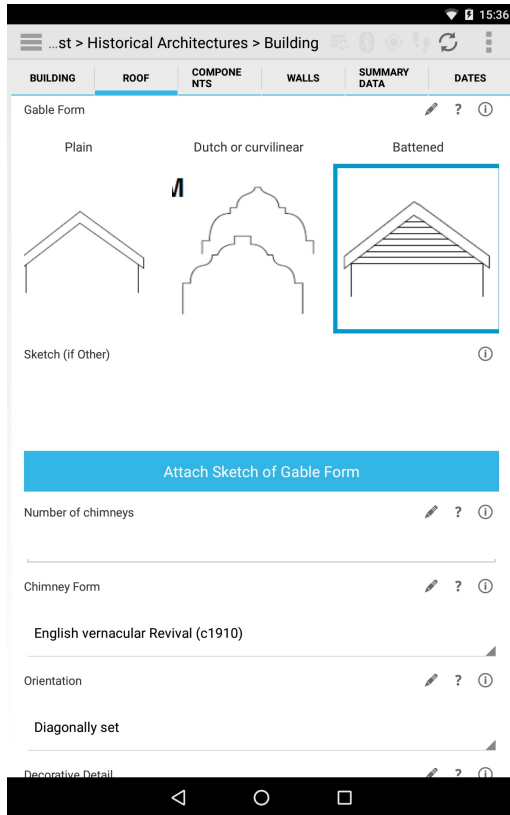 15:36
...st > Historical Architectures > Building
BUILDING ROOF COMPONE WALLS SUMMARY DATES
NTS DATA
Gable Form ?
Plain Dutch or curvilinear Battened
M
Sketch (if Other)
Attach Sketch of Gable Form
Number of chimneys ?
Chimney Form ?
English vernacular Revival (c1910)
Orientation ?
Diagonally set
Decorative Detail ?